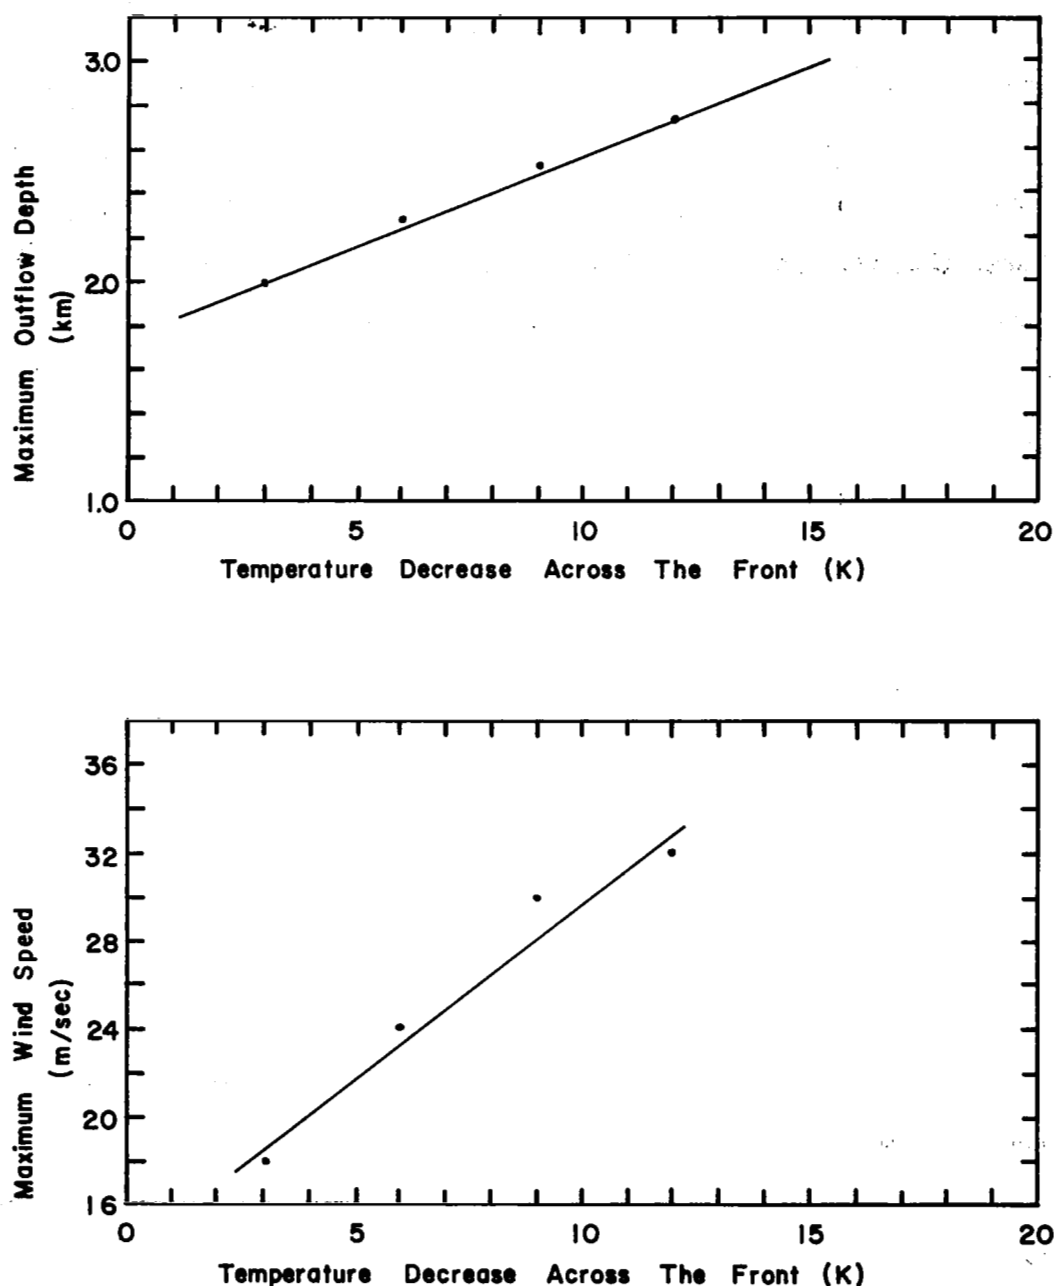 3.0
2.0
1.0
Maximum Outflow Depth
(km)
0 5 10 15 20
Temperature Decrease Across The Front (K)
36
32
28
24
20
16
Maximum Wind Speed
(m/sec)
0 5 10 15 20
Temperature Decrease Across The Front (K)